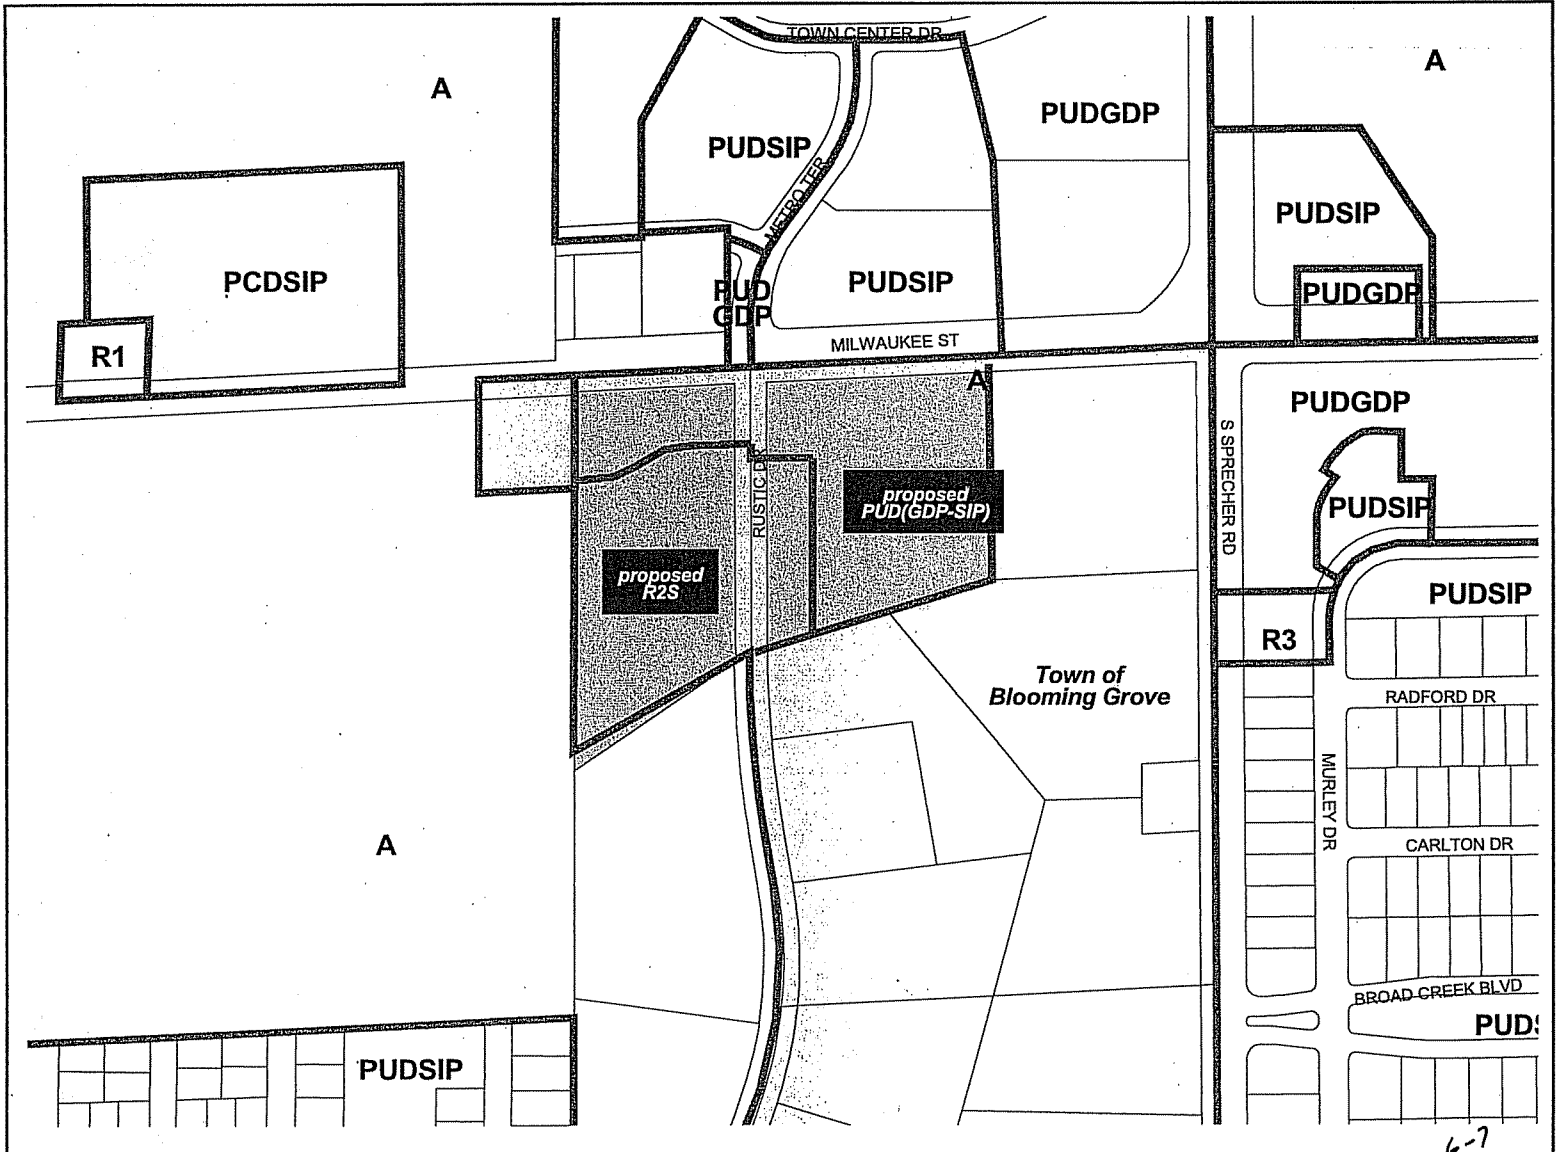 TOWN CENTER DR
A
A
PUDGDP
PUDSIP
METRO TER
PUDSIP
PCDSIP
PUDSIP
PUD
GDP
PUDGDP
MILWAUKEE ST
R1
A
PUDGDP
S SPRECHER RD
RUSTIC DR
proposed
PUD(GDP-SIP)
PUDSIP
proposed
R2S
PUDSIP
R3
Town of
Blooming Grove
RADFORD DR
MURLEY DR
A
CARLTON DR
BROAD CREEK BLVD
PUDS
PUDSIP
6-7